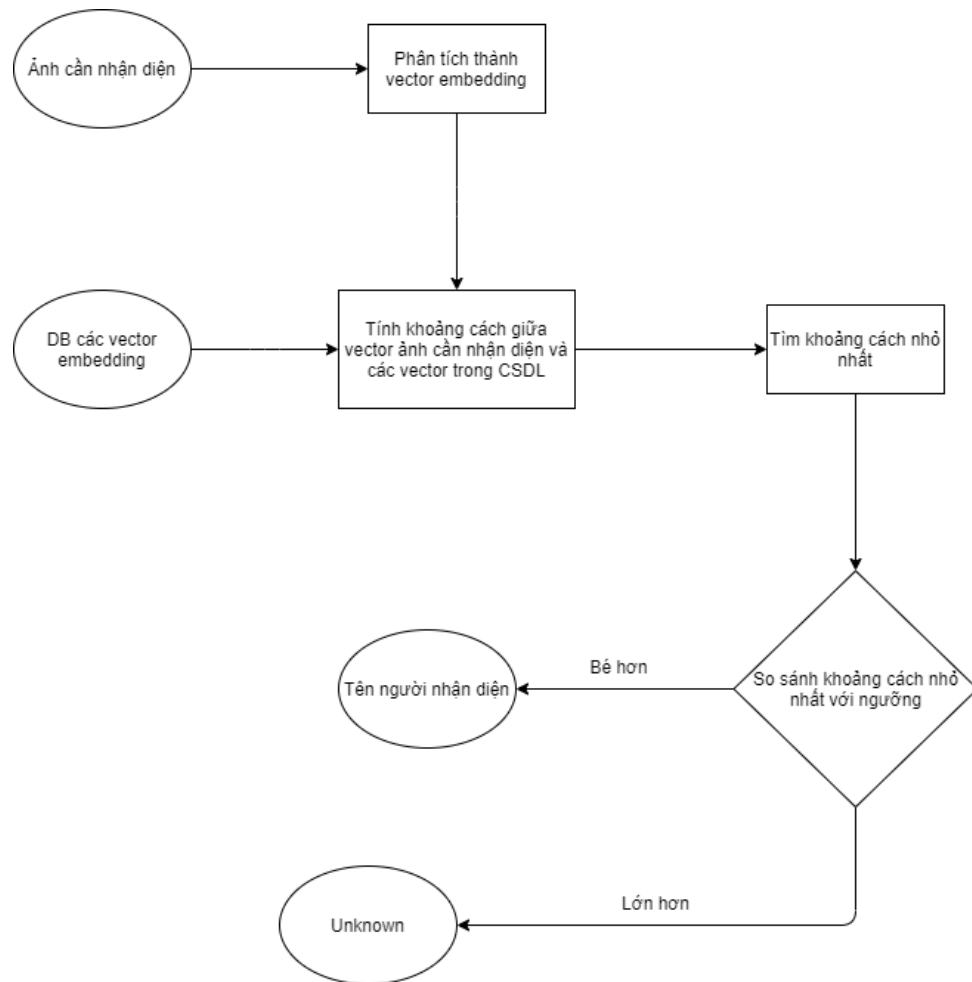 Ảnh cần nhận diện
Phân tích thành
vector embedding
DB các vector
embedding
Tính khoảng cách giữa
vector ảnh cần nhận diện và
các vector trong CSDL
Tìm khoảng cách nhỏ
nhất
So sánh khoảng cách nhỏ
nhất với ngưỡng
Bé hơn
Tên người nhận diện
Lớn hơn
Unknown